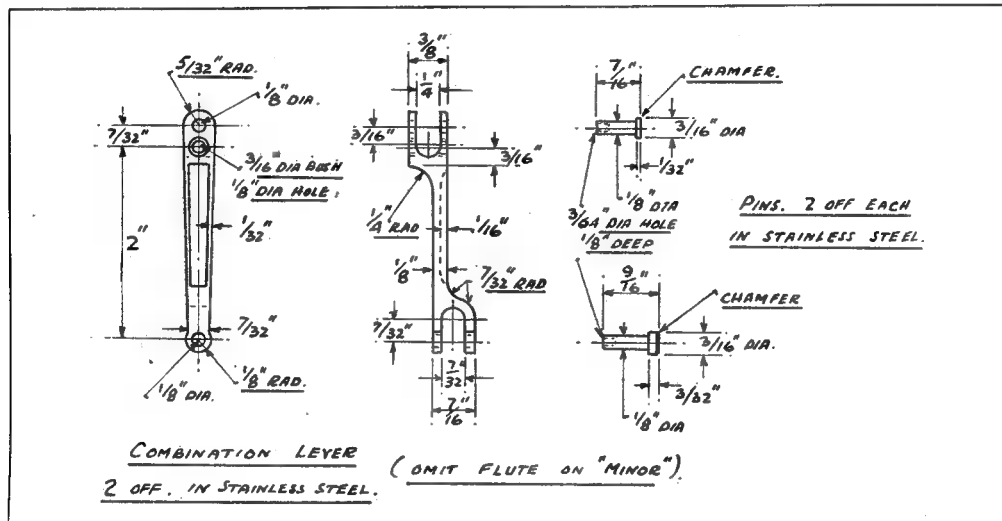 5/32" RAD.
1/8" DIA.
7/32"
3/16" DIA BUSH
1/8" DIA HOLE.
2"
1/32"
7/32"
1/8" RAD.
1/8" DIA.
COMBINATION LEVER
2 OFF. IN STAINLESS STEEL.
3/8"
1/4"
3/16"
3/16"
1/4" RAD
1/16"
1/8"
7/32" RAD
7/32"
7/32"
7/16"
(OMIT FLUTE ON "MINOR").
7/16"
CHAMFER.
3/16" DIA
1/32"
1/8" DIA
3/64" DIA HOLE
1/8" DEEP
PINS. 2 OFF EACH
IN STAINLESS STEEL.
9/16"
CHAMFER
3/16" DIA.
3/32"
1/8" DIA